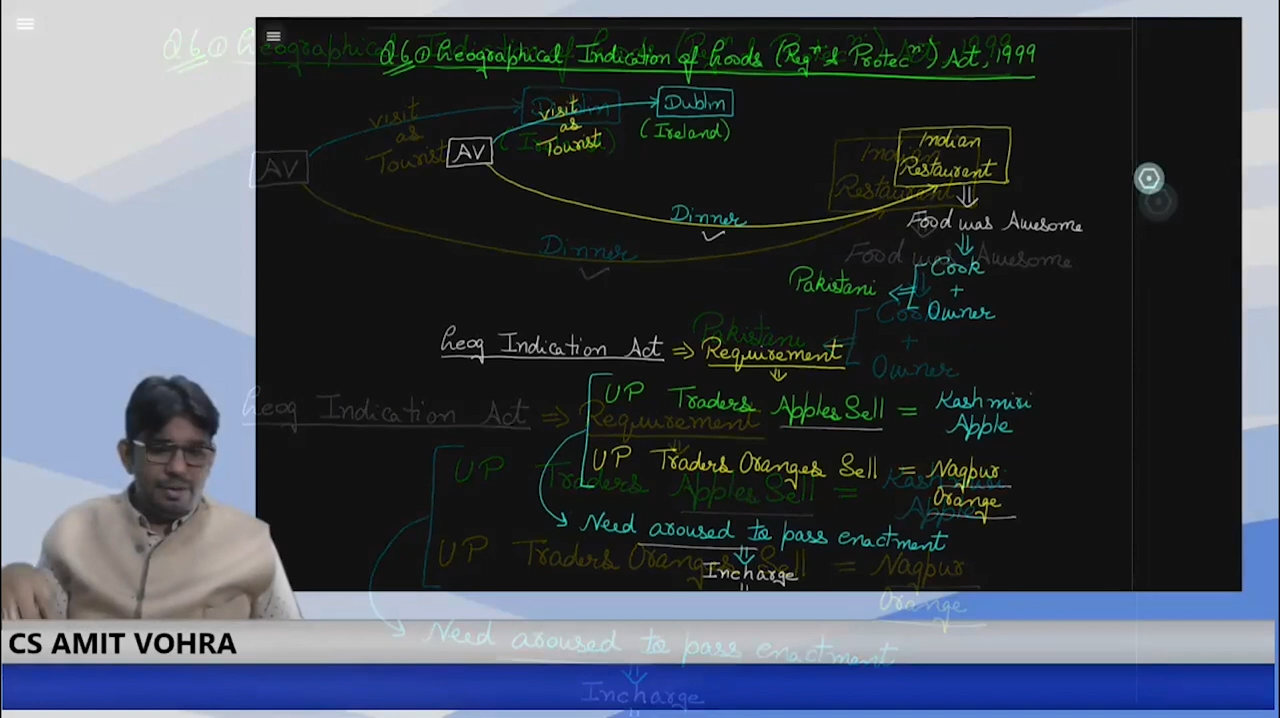 Q61 Geographical Indication of Goods (Regⁿ & Protecⁿ) Act, 1999
Dublin
(Ireland)
visit
as
Tourist
AV
Indian
Restaurant
Dinner
Food was Awesome
Cook
+
Owner
Pakistani
Geog Indication Act ⇒ Requirement
UP Traders Apples Sell = Kashmiri
Apple
UP Traders Oranges Sell = Nagpur
Orange
Need aroused to pass enactment
Incharge
CS AMIT VOHRA